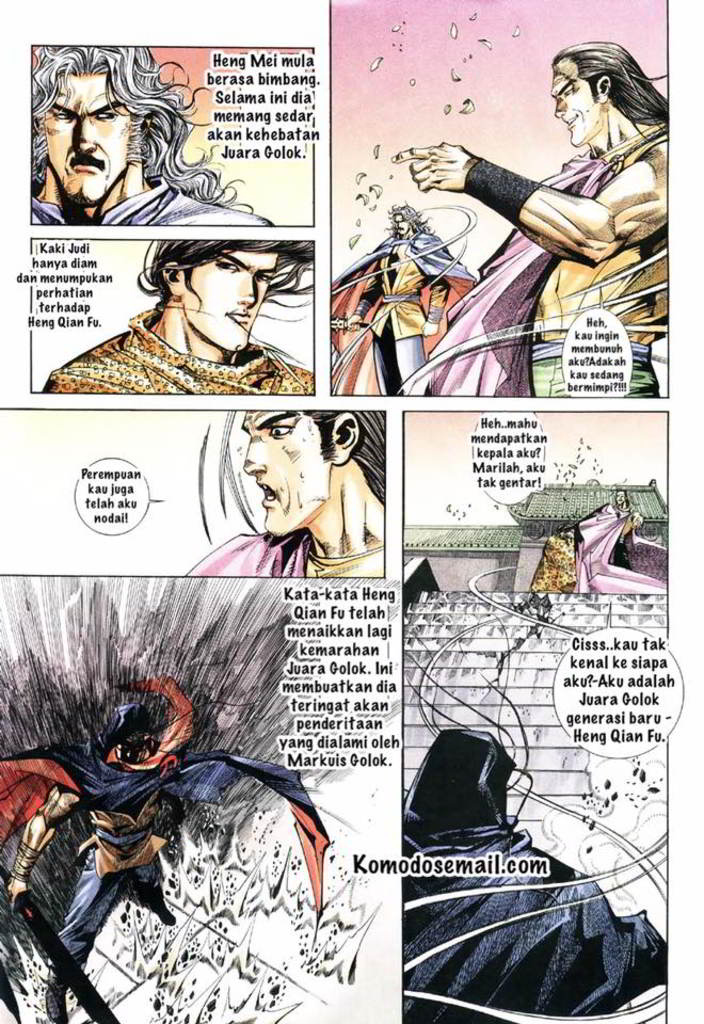 Heng Mei mula
berasa bimbang.
Selama ini dia
memang sedar
akan kehebatan
Juara Golok.
Kaki Judi
hanya diam
dan menumpukan
perhatian
terhadap
Heng Qian Fu.
Heh,
kau ingin
membunuh
aku?Adakah
kau sedang
bermimpi?!!!
Perempuan
kau juga
telah aku
nodai!
Heh..mahu
mendapatkan
kepala aku?
Marilah, aku
tak gentar!
Kata-kata Heng
Qian Fu telah
menaikkan lagi
kemarahan
Juara Golok. Ini
membuatkan dia
teringat akan
penderitaan
yang dialami oleh
Markuis Golok.
Cisss..kau tak
kenal ke siapa
aku?-Aku adalah
Juara Golok
generasi baru -
Heng Qian Fu.
Komodosemail.com